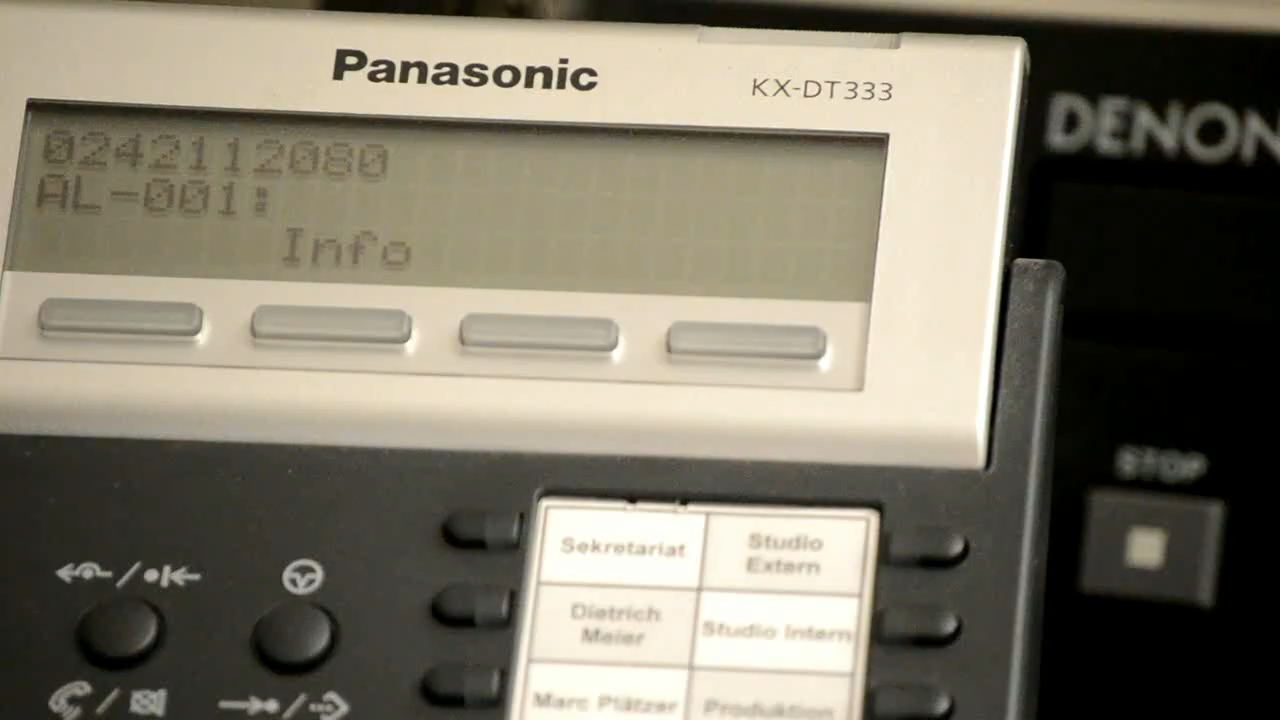 Panasonic
KX-DT333
DENON
0242112080
AL-001:
Info
STOP
Sekretariat
Studio
Extern
Dietrich
Meier
Studio Intern
Marc Plätzer
Produktion